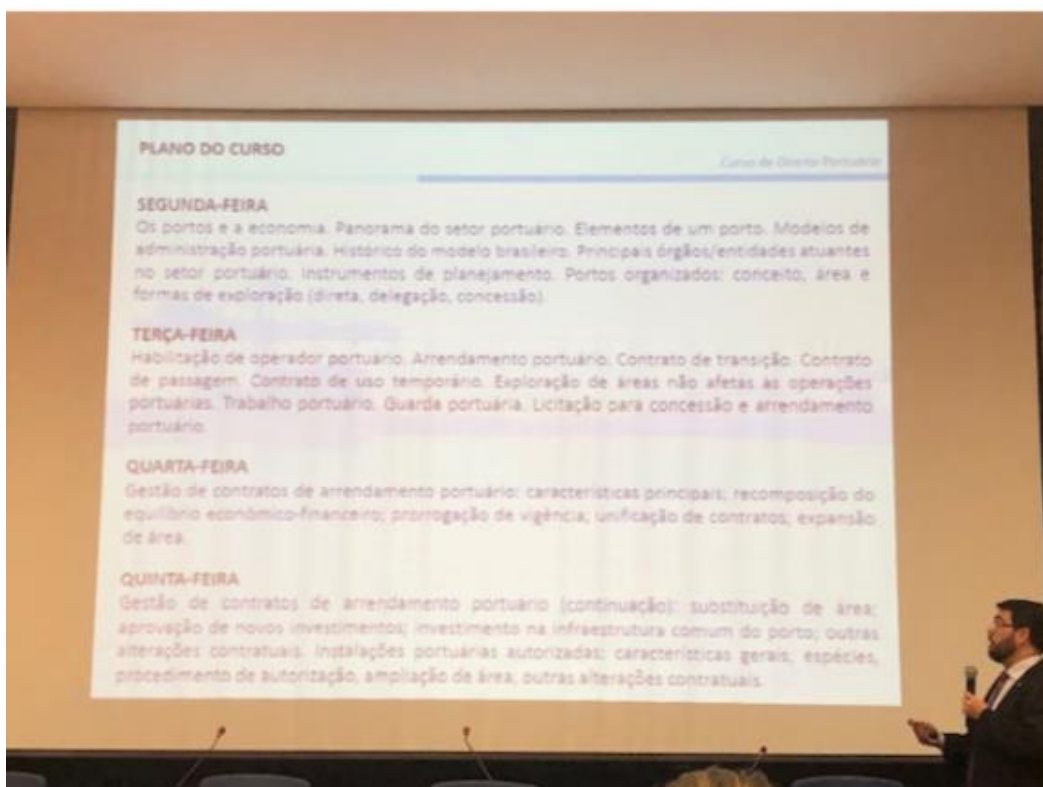 PLANO DO CURSO
Curso de Direito Portuário
SEGUNDA-FEIRA
Os portos e a economia. Panorama do setor portuário. Elementos de um porto. Modelos de
administração portuária. Histórico do modelo brasileiro. Principais órgãos/entidades atuantes
no setor portuário. Instrumentos de planejamento. Portos organizados: conceito, área e
formas de exploração (direta, delegação, concessão).
TERÇA-FEIRA
Habilitação de operador portuário. Arrendamento portuário. Contrato de transição. Contrato
de passagem. Contrato de uso temporário. Exploração de áreas não afetas às operações
portuárias. Trabalho portuário. Guarda portuária. Licitação para concessão e arrendamento
portuário.
QUARTA-FEIRA
Gestão de contratos de arrendamento portuário: características principais; recomposição do
equilíbrio econômico-financeiro; prorrogação de vigência; unificação de contratos; expansão
de área.
QUINTA-FEIRA
Gestão de contratos de arrendamento portuário (continuação): substituição de área;
aprovação de novos investimentos; investimento na infraestrutura comum do porto; outras
alterações contratuais. Instalações portuárias autorizadas: características gerais, espécies,
procedimento de autorização, ampliação de área, outras alterações contratuais.